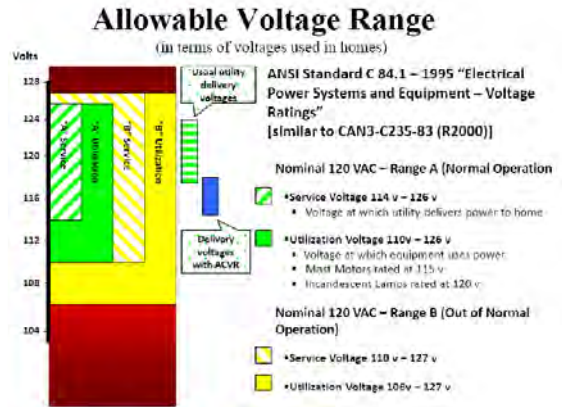 Allowable Voltage Range
(in terms of voltages used in homes)
Volts
128
124
120
116
112
108
104
"A" Service
"A" Utilization
"B" Service
"B" Utilization
Usual utility
delivery
voltages
Delivery
voltages
with ACVR
ANSI Standard C 84.1 – 1995 "Electrical
Power Systems and Equipment – Voltage
Ratings"
[similar to CAN3-C235-83 (R2000)]
Nominal 120 VAC – Range A (Normal Operation
•Service Voltage 114 v – 126 v
• Voltage at which utility delivers power to home
•Utilization Voltage 110v – 126 v
• Voltage at which equipment uses power.
• Most Motors rated at 115 v
• Incandescent Lamps rated at 120 v
Nominal 120 VAC – Range B (Out of Normal
Operation)
•Service Voltage 110 v – 127 v
•Utilization Voltage 106v – 127 v